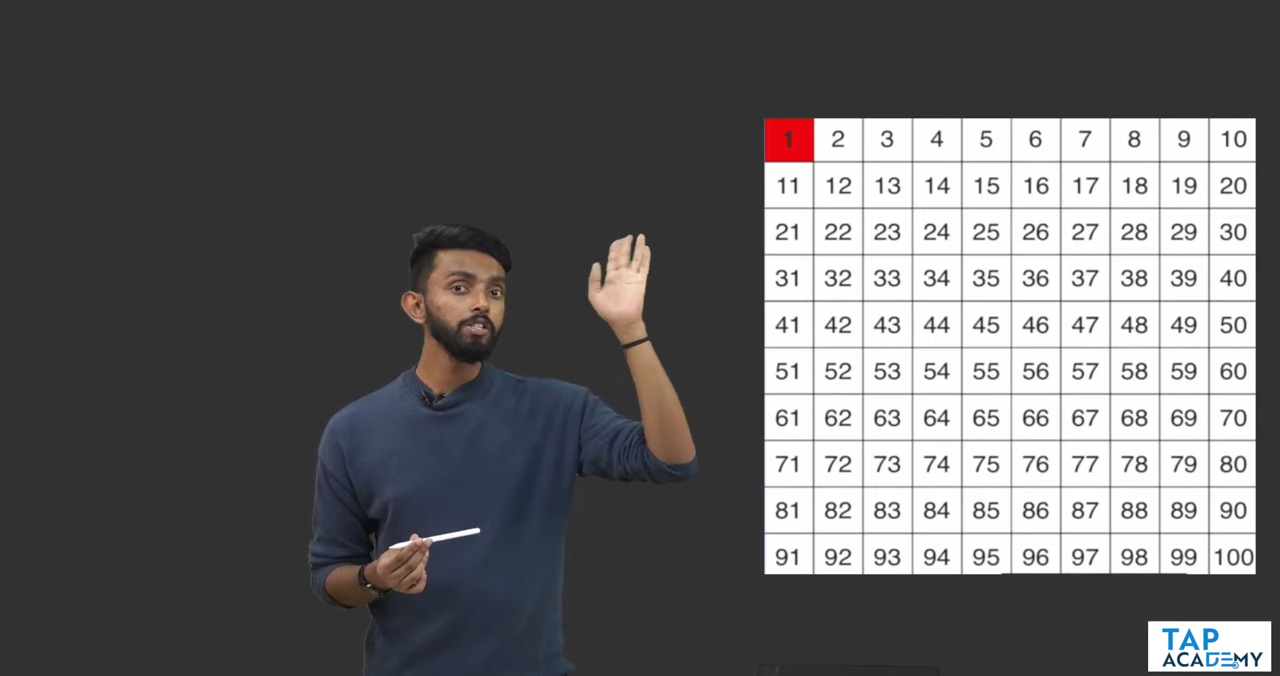 1 2 3 4 5 6 7 8 9 10
11 12 13 14 15 16 17 18 19 20
21 22 23 24 25 26 27 28 29 30
31 32 33 34 35 36 37 38 39 40
41 42 43 44 45 46 47 48 49 50
51 52 53 54 55 56 57 58 59 60
61 62 63 64 65 66 67 68 69 70
71 72 73 74 75 76 77 78 79 80
81 82 83 84 85 86 87 88 89 90
91 92 93 94 95 96 97 98 99 100
TAP
ACADEMY